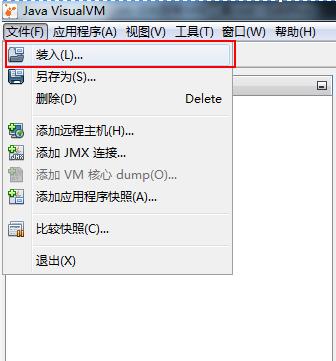 Java VisualVM
文件(F) 应用程序(A) 视图(V) 工具(T) 窗口(W) 帮助(H)
装入(L)...
另存为(S)...
删除(D) Delete
添加远程主机(H)...
添加 JMX 连接...
添加 VM 核心 dump(O)...
添加应用程序快照(A)...
比较快照(C)...
退出(X)